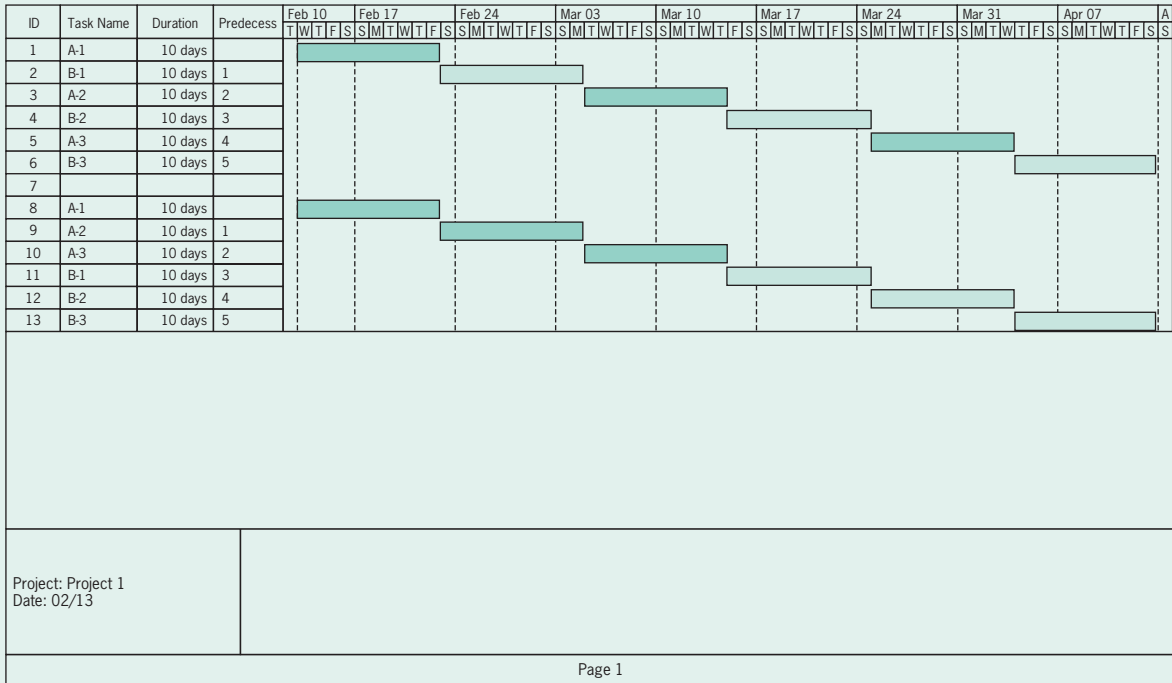 ID Task Name Duration Predecess Feb 10 Feb 17 Feb 24 Mar 03 Mar 10 Mar 17 Mar 24 Mar 31 Apr 07 A
T W T F S S M T W T F S S M T W T F S S M T W T F S S M T W T F S S M T W T F S S M T W T F S S M T W T F S S M T W T F S S
1 A-1 10 days
2 B-1 10 days 1
3 A-2 10 days 2
4 B-2 10 days 3
5 A-3 10 days 4
6 B-3 10 days 5
7
8 A-1 10 days
9 A-2 10 days 1
10 A-3 10 days 2
11 B-1 10 days 3
12 B-2 10 days 4
13 B-3 10 days 5
Project: Project 1
Date: 02/13
Page 1